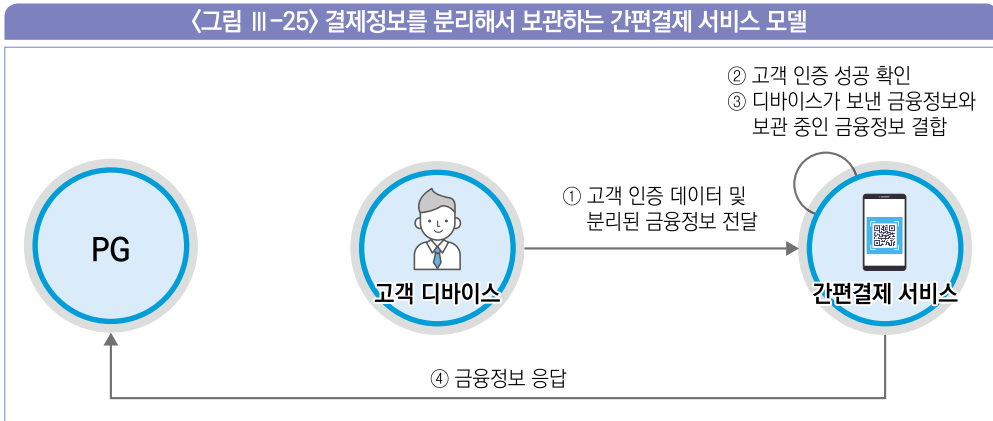 <그림 Ⅲ-25> 결제정보를 분리해서 보관하는 간편결제 서비스 모델
② 고객 인증 성공 확인
③ 디바이스가 보낸 금융정보와
보관 중인 금융정보 결합
① 고객 인증 데이터 및
분리된 금융정보 전달
PG
고객 디바이스
간편결제 서비스
④ 금융정보 응답